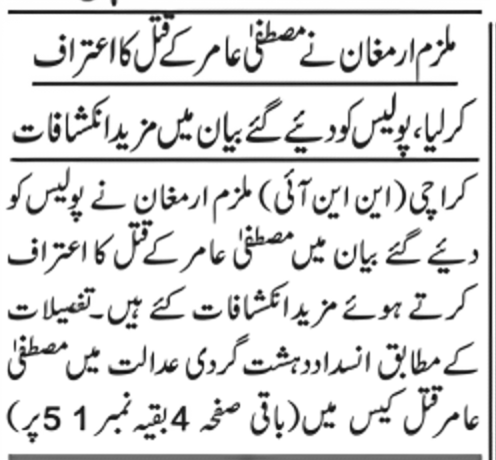 ملزم ارمغان نے مصطفیٰ عامر کے قتل کا اعتراف
کرلیا، پولیس کو دیئے گئے بیان میں مزید انکشافات
کراچی (این این آئی) ملزم ارمغان نے پولیس کو
دیئے گئے بیان میں مصطفیٰ عامر کے قتل کا اعتراف
کرتے ہوئے مزید انکشافات کئے ہیں۔ تفصیلات
کے مطابق انسداد دہشت گردی عدالت میں مصطفیٰ
عامر قتل کیس میں (باقی صفحہ 4 بقیہ نمبر 1 5 پر)